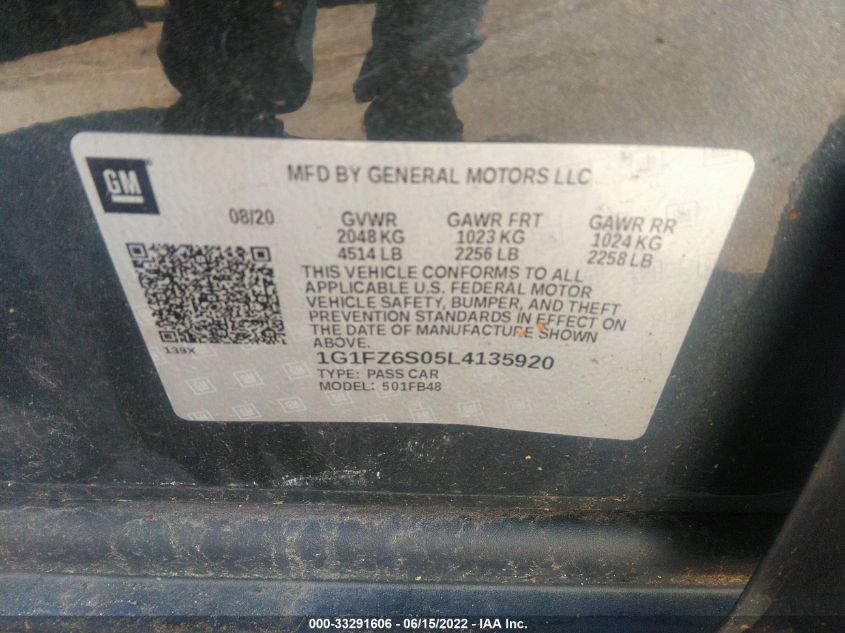 GM
MFD BY GENERAL MOTORS LLC
08/20 GVWR GAWR FRT GAWR RR
2048 KG 1023 KG 1024 KG
4514 LB 2256 LB 2258 LB
THIS VEHICLE CONFORMS TO ALL
APPLICABLE U.S. FEDERAL MOTOR
VEHICLE SAFETY, BUMPER, AND THEFT
PREVENTION STANDARDS IN EFFECT ON
THE DATE OF MANUFACTURE SHOWN
ABOVE.
139X
1G1FZ6S05L4135920
TYPE: PASS CAR
MODEL: 501FB48
000-33291606 - 06/15/2022 - IAA Inc.